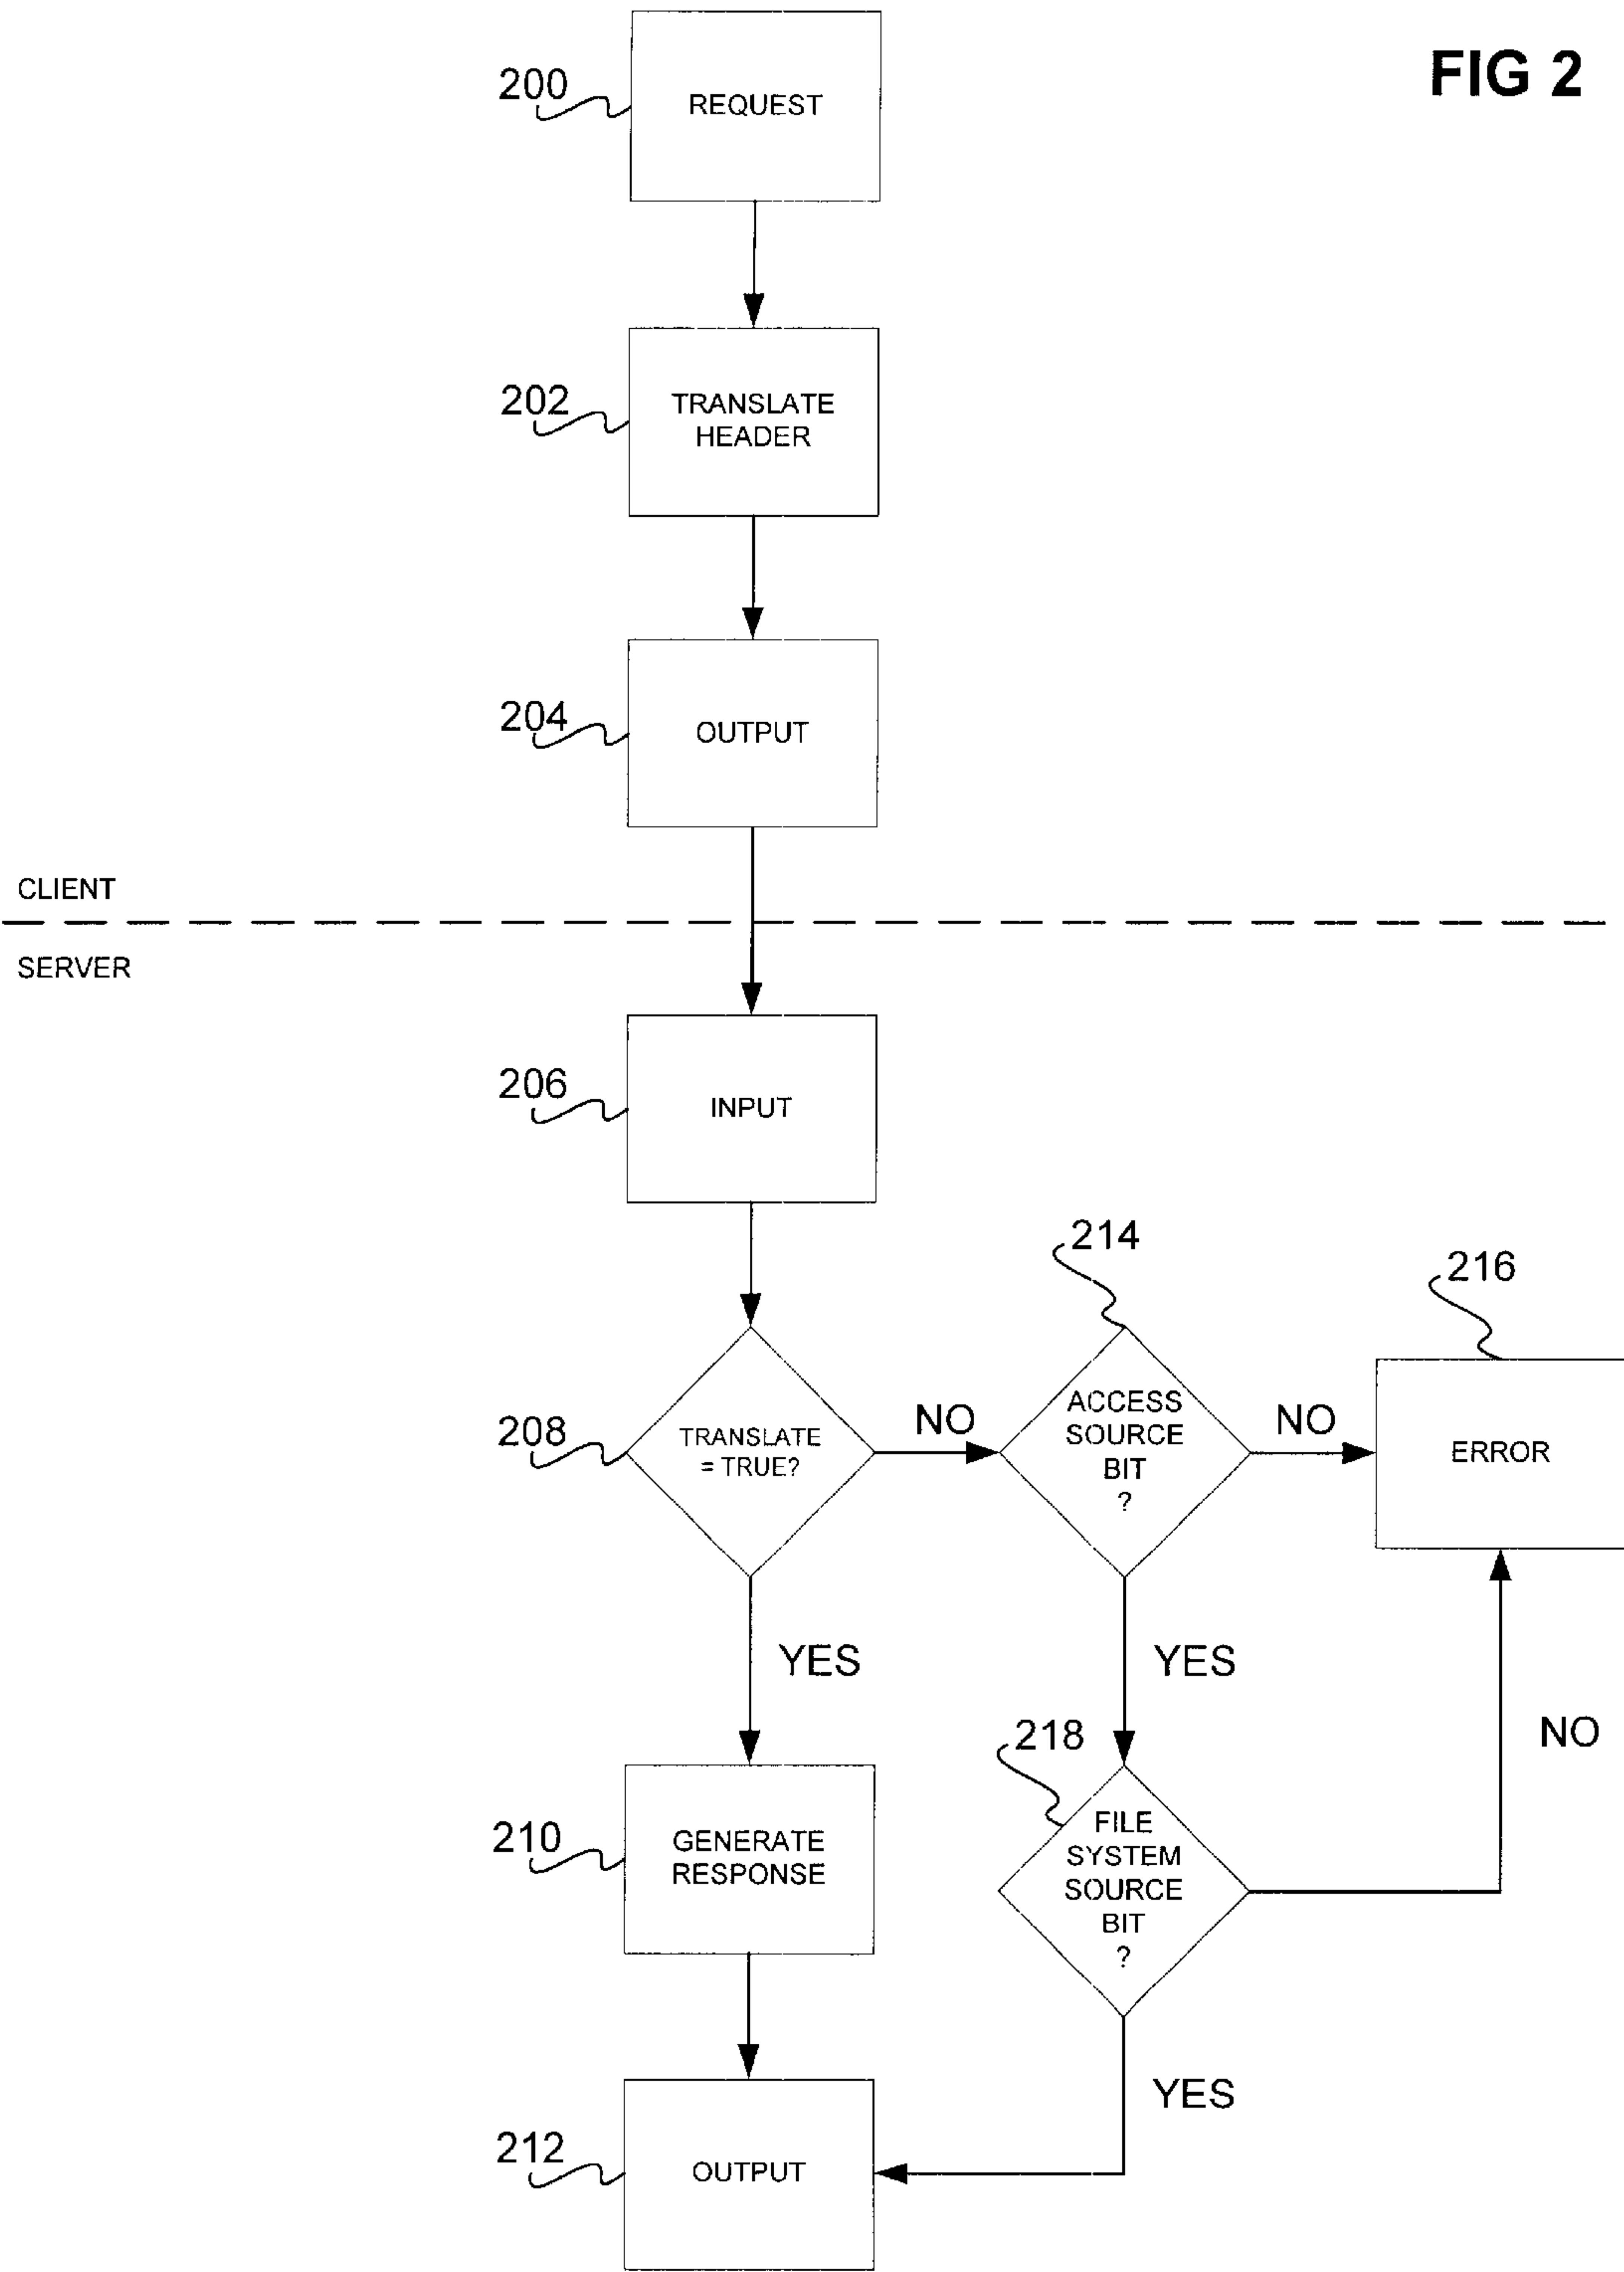 FIG 2
200
REQUEST
202
TRANSLATE
HEADER
204
OUTPUT
CLIENT
SERVER
206
INPUT
214
216
208
TRANSLATE
= TRUE?
NO
ACCESS
SOURCE
BIT
?
NO
ERROR
YES
YES
218
NO
210
GENERATE
RESPONSE
FILE
SYSTEM
SOURCE
BIT
?
YES
212
OUTPUT